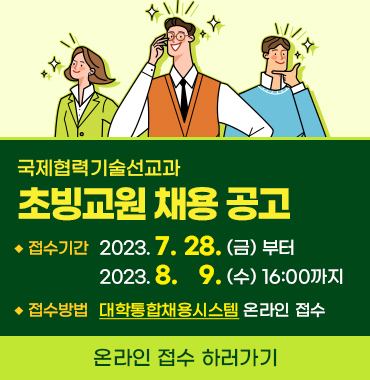 국제협력기술선교과
초빙교원 채용 공고
◆ 접수기간 2023. 7. 28. (금) 부터
2023. 8. 9. (수) 16:00까지
◆ 접수방법 대학통합채용시스템 온라인 접수
온라인 접수 하러가기